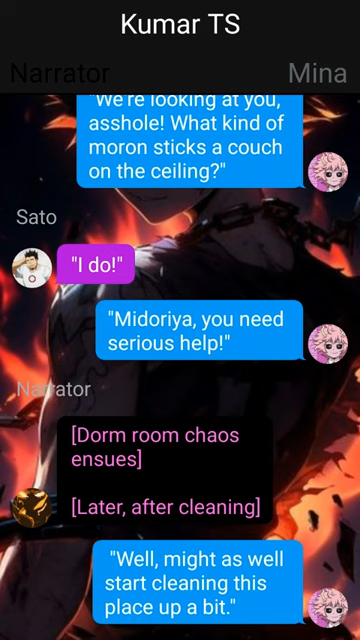 Kumar TS
Narrator
Mina
"We're looking at you,
asshole! What kind of
moron sticks a couch
on the ceiling?"
Sato
"I do!"
"Midoriya, you need
serious help!"
Narrator
[Dorm room chaos
ensues]
[Later, after cleaning]
"Well, might as well
start cleaning this
place up a bit."